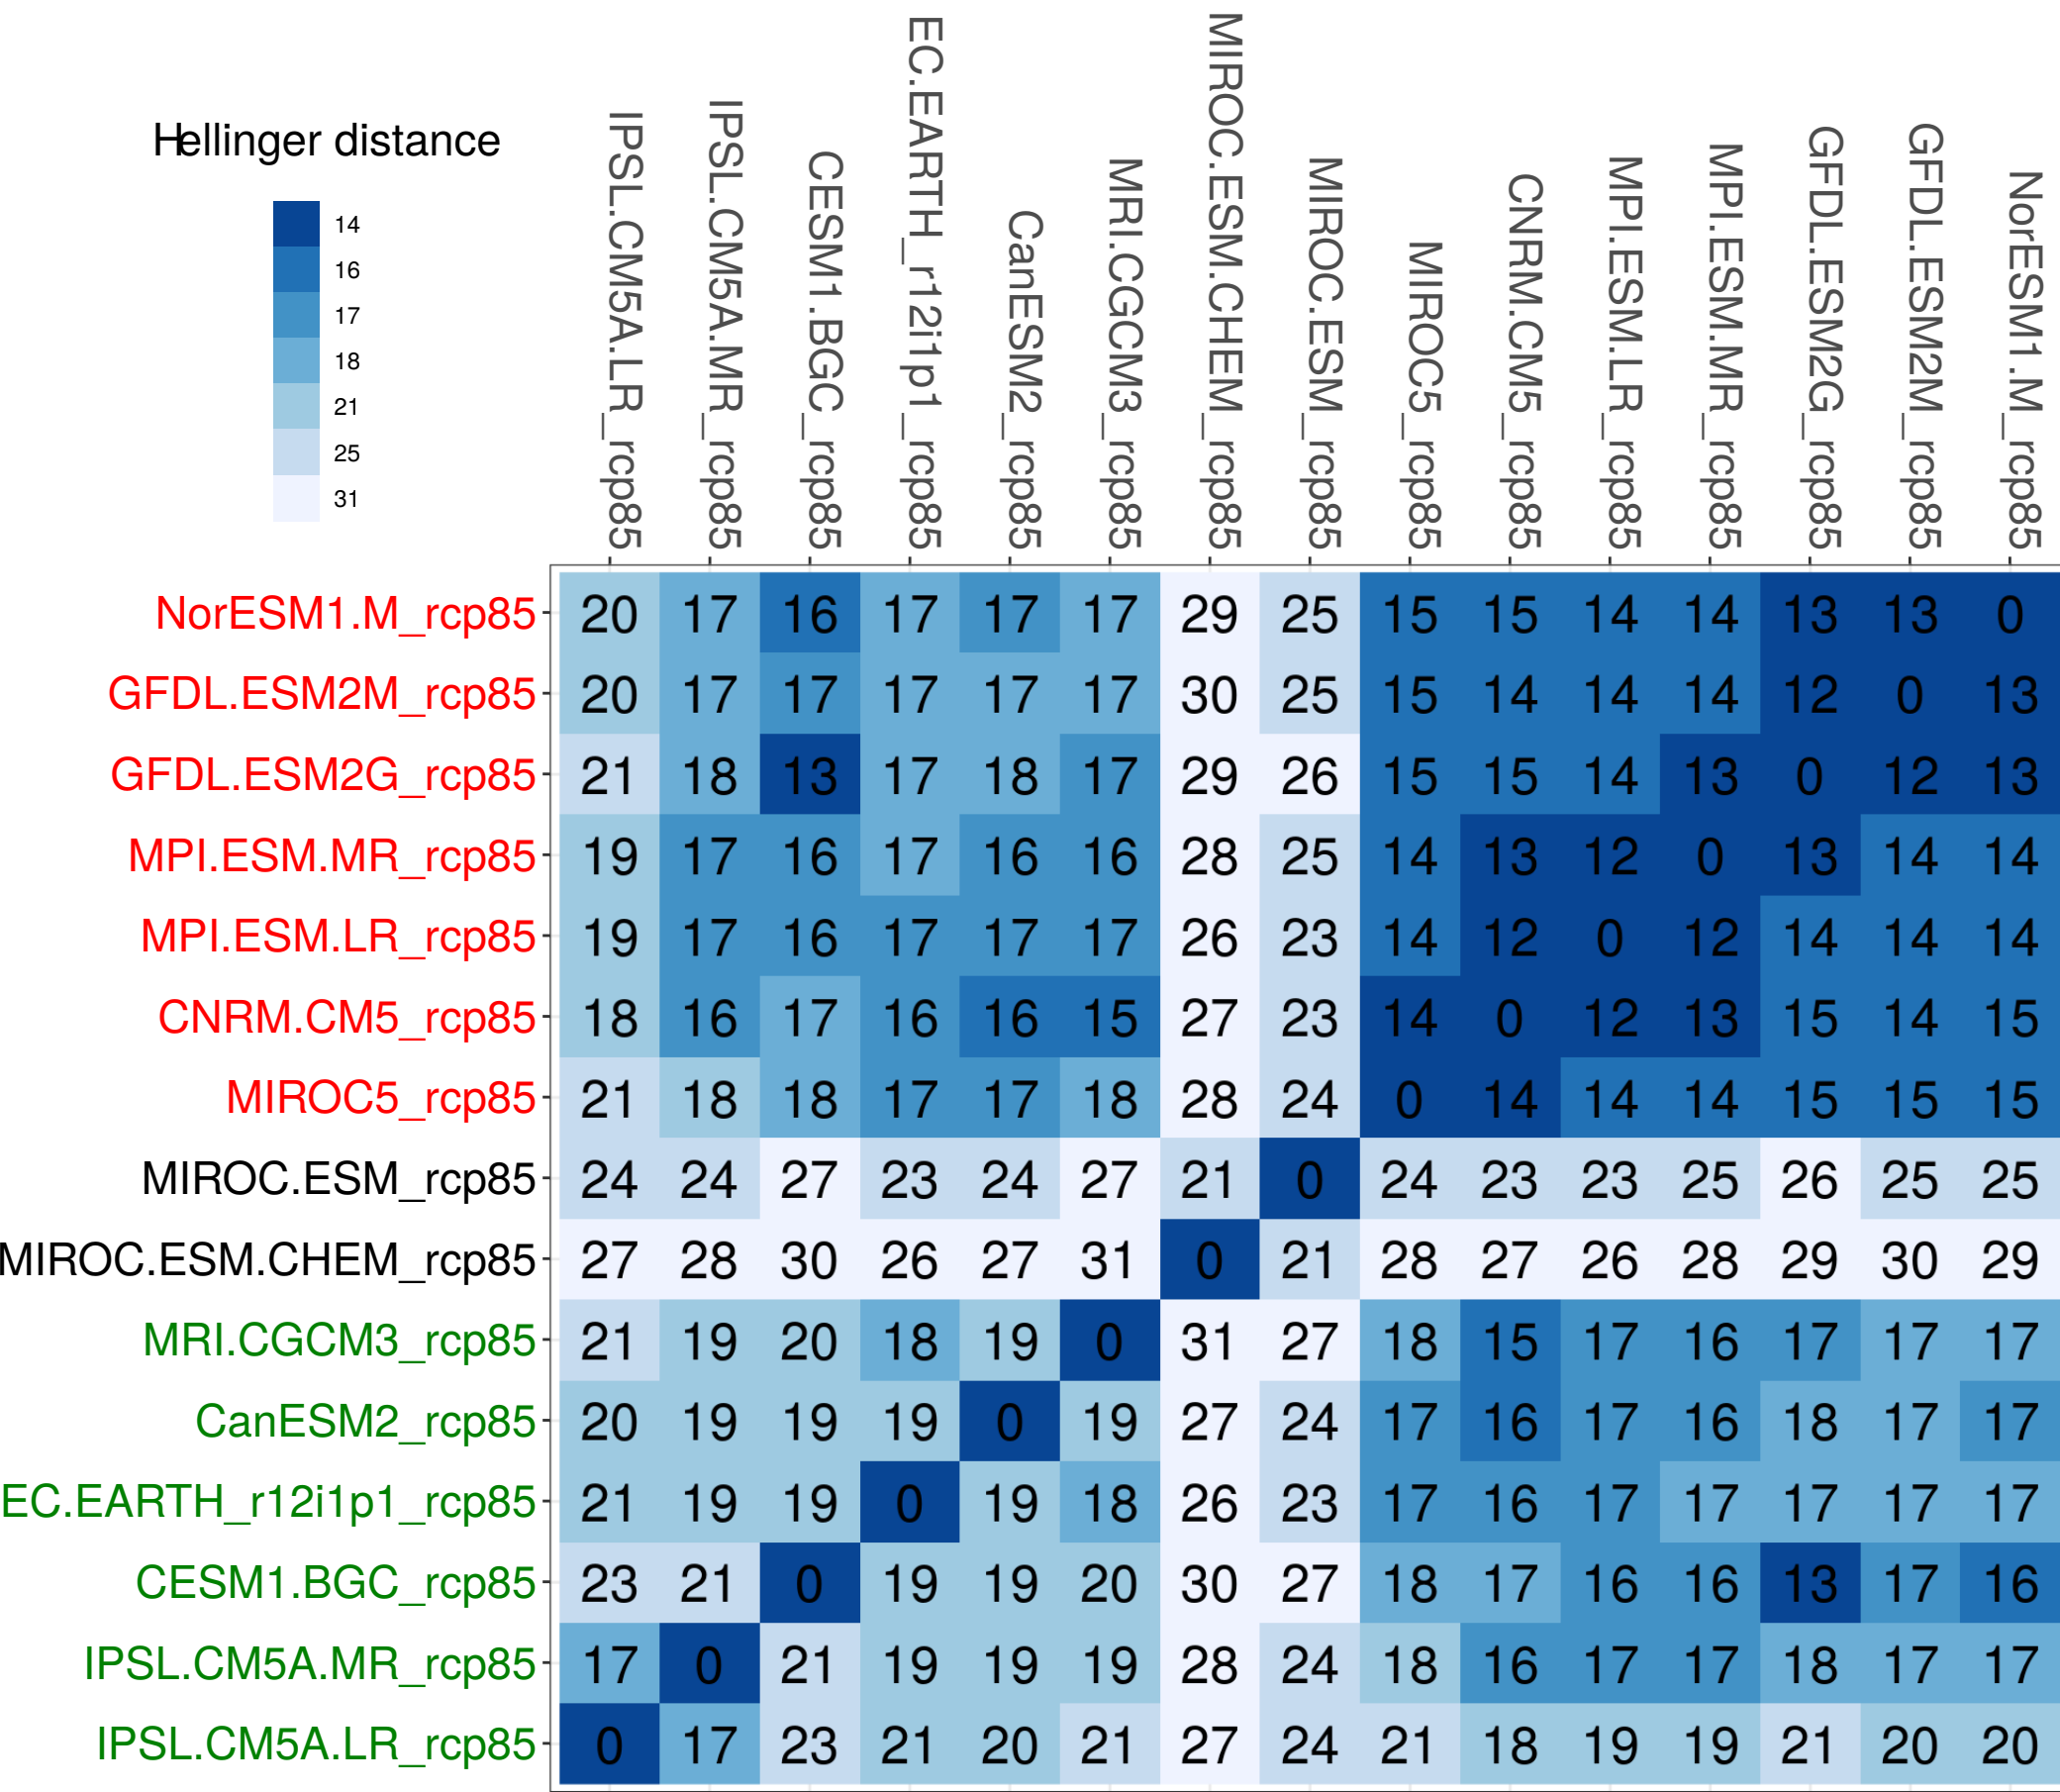 Hellinger distance
14
16
17
18
21
25
31
IPSL.CM5A.LR_rcp85
IPSL.CM5A.MR_rcp85
CESM1.BGC_rcp85
EC.EARTH_r12i1p1_rcp85
CanESM2_rcp85
MRI.CGCM3_rcp85
MIROC.ESM.CHEM_rcp85
MIROC.ESM_rcp85
MIROC5_rcp85
CNRM.CM5_rcp85
MPI.ESM.LR_rcp85
MPI.ESM.MR_rcp85
GFDL.ESM2G_rcp85
GFDL.ESM2M_rcp85
NorESM1.M_rcp85
NorESM1.M_rcp85 20 17 16 17 17 17 29 25 15 15 14 14 13 13 0
GFDL.ESM2M_rcp85 20 17 17 17 17 17 30 25 15 14 14 14 12 0 13
GFDL.ESM2G_rcp85 21 18 13 17 18 17 29 26 15 15 14 13 0 12 13
MPI.ESM.MR_rcp85 19 17 16 17 16 16 28 25 14 13 12 0 13 14 14
MPI.ESM.LR_rcp85 19 17 16 17 17 17 26 23 14 12 0 12 14 14 14
CNRM.CM5_rcp85 18 16 17 16 16 15 27 23 14 0 12 13 15 14 15
MIROC5_rcp85 21 18 18 17 17 18 28 24 0 14 14 14 15 15 15
MIROC.ESM_rcp85 24 24 27 23 24 27 21 0 24 23 23 25 26 25 25
MIROC.ESM.CHEM_rcp85 27 28 30 26 27 31 0 21 28 27 26 28 29 30 29
MRI.CGCM3_rcp85 21 19 20 18 19 0 31 27 18 15 17 16 17 17 17
CanESM2_rcp85 20 19 19 19 0 19 27 24 17 16 17 16 18 17 17
EC.EARTH_r12i1p1_rcp85 21 19 19 0 19 18 26 23 17 16 17 17 17 17 17
CESM1.BGC_rcp85 23 21 0 19 19 20 30 27 18 17 16 16 13 17 16
IPSL.CM5A.MR_rcp85 17 0 21 19 19 19 28 24 18 16 17 17 18 17 17
IPSL.CM5A.LR_rcp85 0 17 23 21 20 21 27 24 21 18 19 19 21 20 20